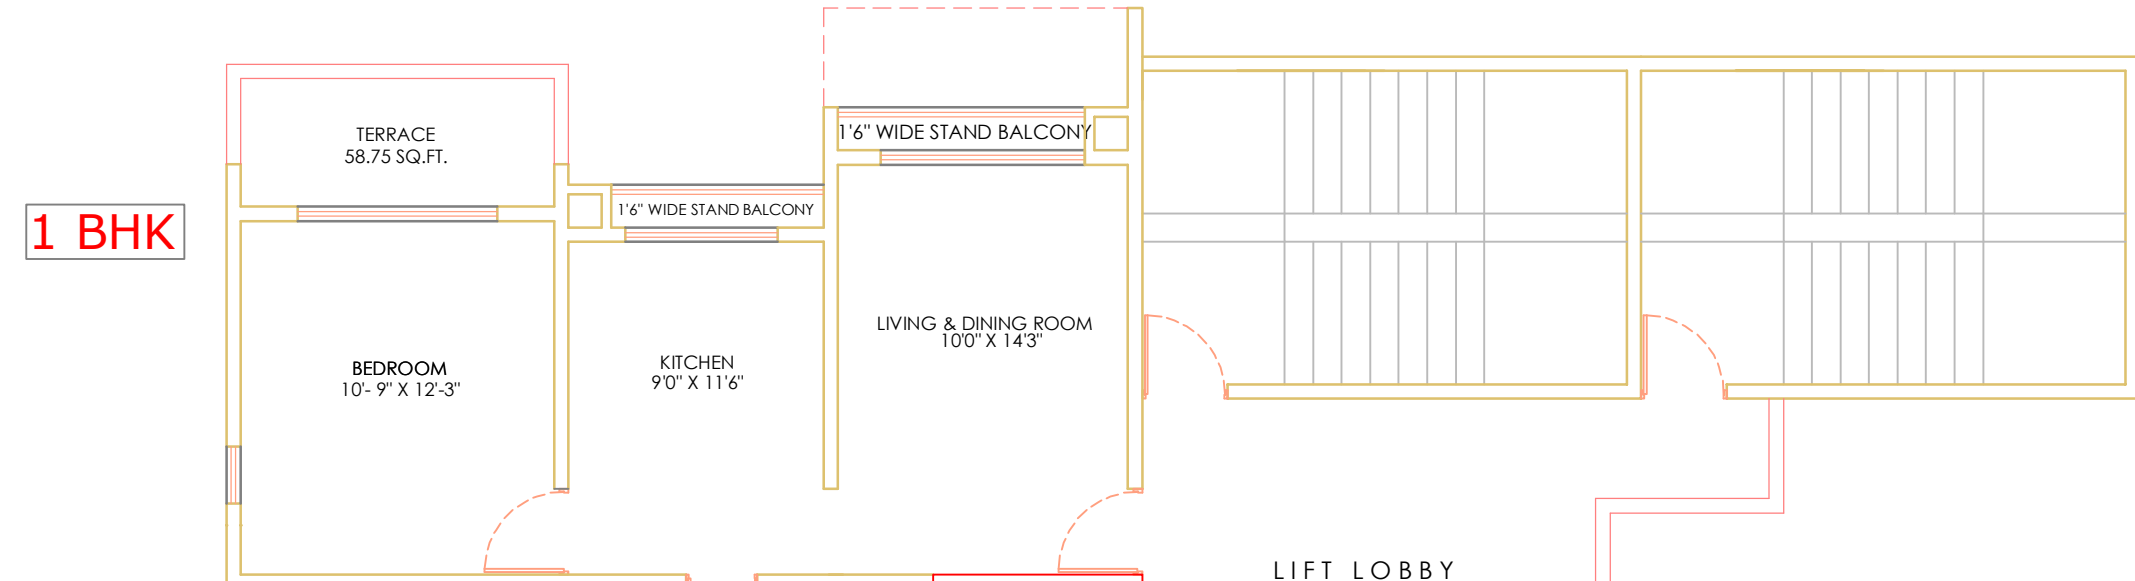 TERRACE
58.75 SQ.FT.
1'6" WIDE STAND BALCONY
1'6" WIDE STAND BALCONY
1 BHK
LIVING & DINING ROOM
10'0" X 14'3"
BEDROOM
10'- 9" X 12'-3"
KITCHEN
9'0" X 11'6"
LIFT LOBBY